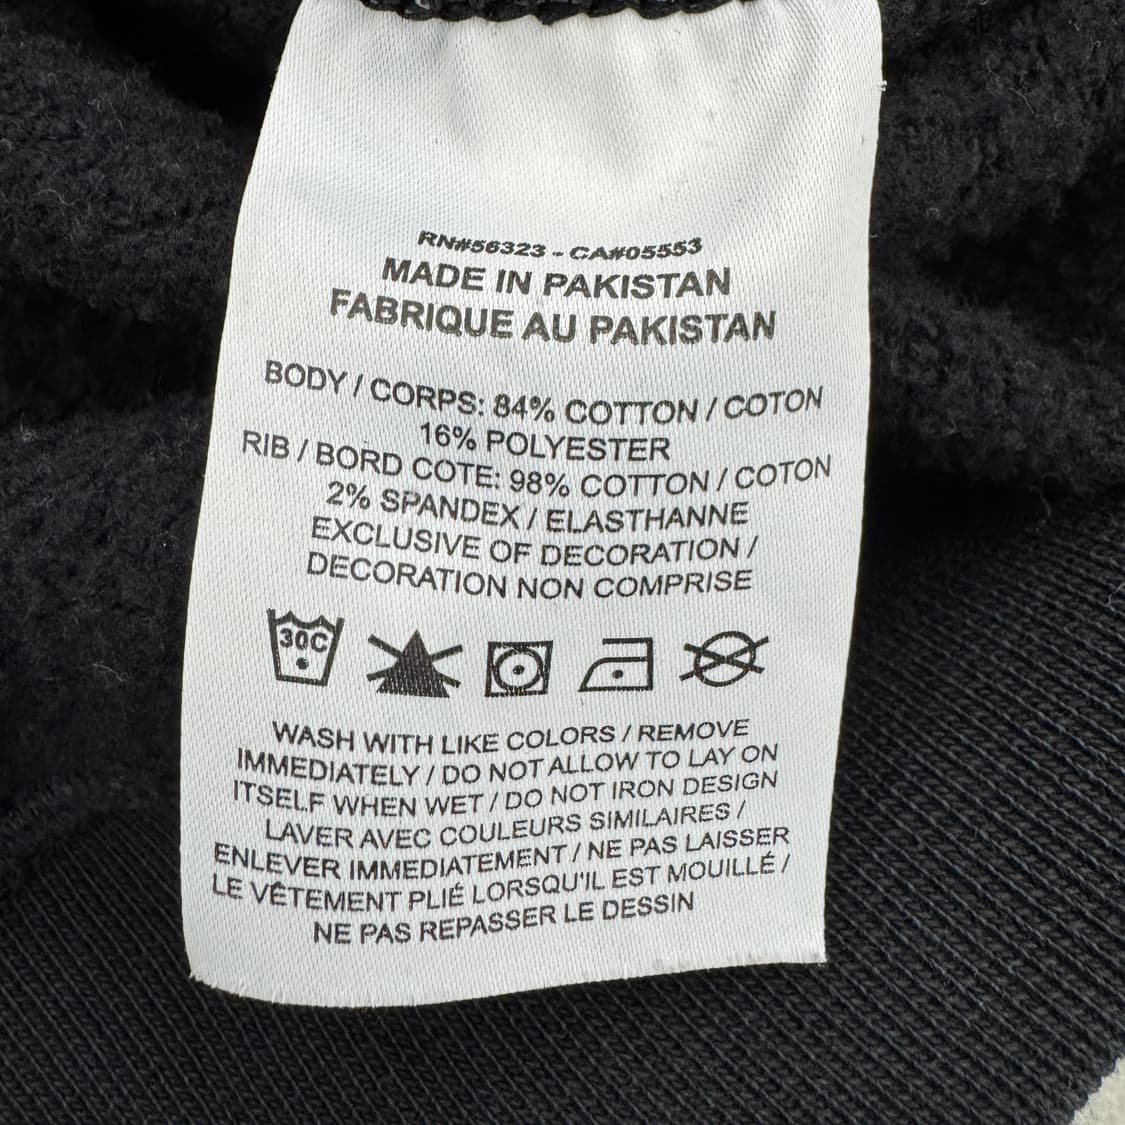 RN#56323 - CA#05553
MADE IN PAKISTAN
FABRIQUE AU PAKISTAN
BODY / CORPS: 84% COTTON / COTON
16% POLYESTER
RIB / BORD COTE: 98% COTTON / COTON
2% SPANDEX / ELASTHANNE
EXCLUSIVE OF DECORATION /
DECORATION NON COMPRISE
30C
WASH WITH LIKE COLORS / REMOVE
IMMEDIATELY / DO NOT ALLOW TO LAY ON
ITSELF WHEN WET / DO NOT IRON DESIGN
LAVER AVEC COULEURS SIMILAIRES /
ENLEVER IMMEDIATEMENT / NE PAS LAISSER
LE VÊTEMENT PLIÉ LORSQU'IL EST MOUILLÉ /
NE PAS REPASSER LE DESSIN